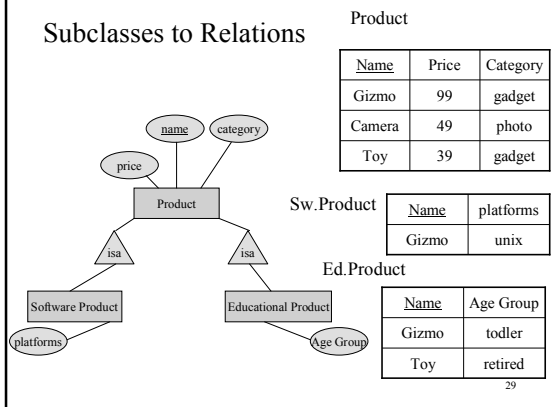 Subclasses to Relations
Product
Name Price Category
Gizmo 99 gadget
Camera 49 photo
Toy 39 gadget
name
category
price
Product
isa
isa
Software Product
Educational Product
platforms
Age Group
Sw.Product
Name platforms
Gizmo unix
Ed.Product
Name Age Group
Gizmo todler
Toy retired
29